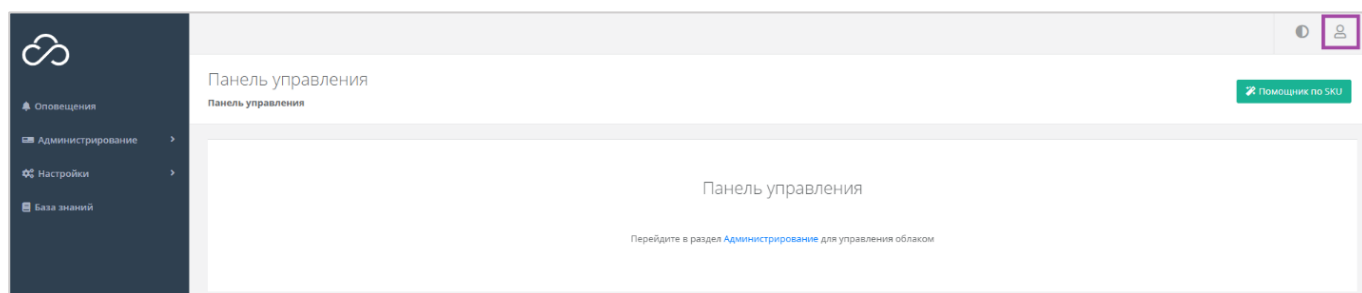 Панель управления
Панель управления
Помощник по SKU
Оповещения
Администрирование
Настройки
База знаний
Панель управления
Перейдите в раздел Администрирование для управления облаком